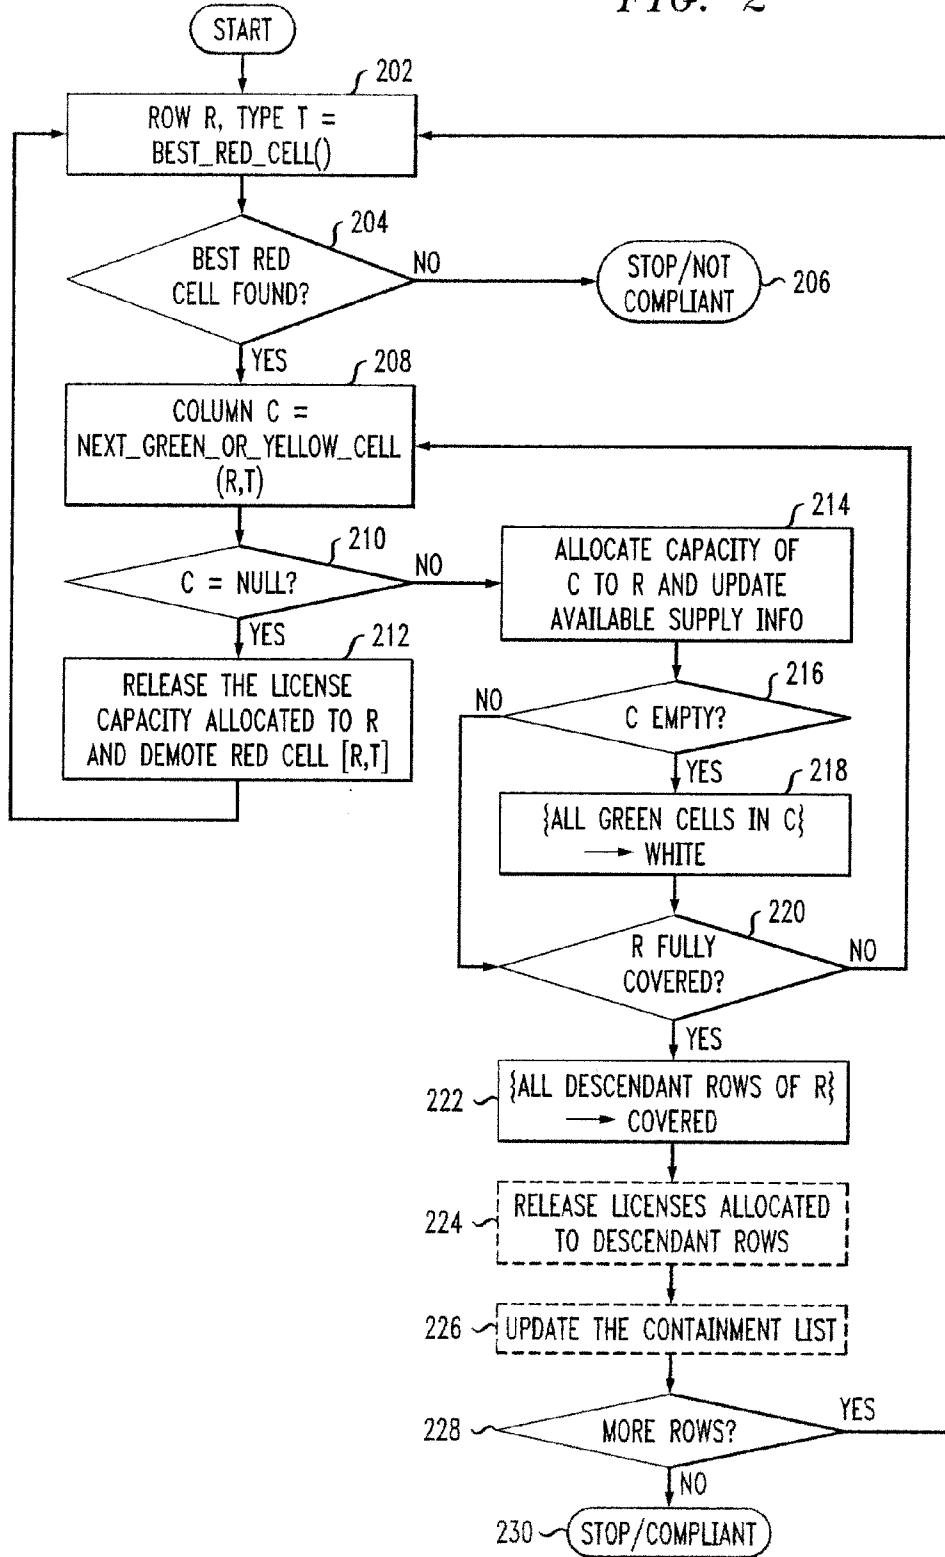 FIG. 2
START
202
ROW R, TYPE T =
BEST_RED_CELL()
204
BEST RED
CELL FOUND?
NO
STOP/NOT
COMPLIANT
206
YES
208
COLUMN C =
NEXT_GREEN_OR_YELLOW_CELL
(R,T)
210
C = NULL?
NO
214
ALLOCATE CAPACITY OF
C TO R AND UPDATE
AVAILABLE SUPPLY INFO
YES
212
RELEASE THE LICENSE
CAPACITY ALLOCATED TO R
AND DEMOTE RED CELL [R,T]
216
NO
C EMPTY?
YES
218
{ALL GREEN CELLS IN C}
→ WHITE
220
R FULLY
COVERED?
NO
YES
222
{ALL DESCENDANT ROWS OF R}
→ COVERED
224
RELEASE LICENSES ALLOCATED
TO DESCENDANT ROWS
226
UPDATE THE CONTAINMENT LIST
228
MORE ROWS?
YES
NO
230
STOP/COMPLIANT